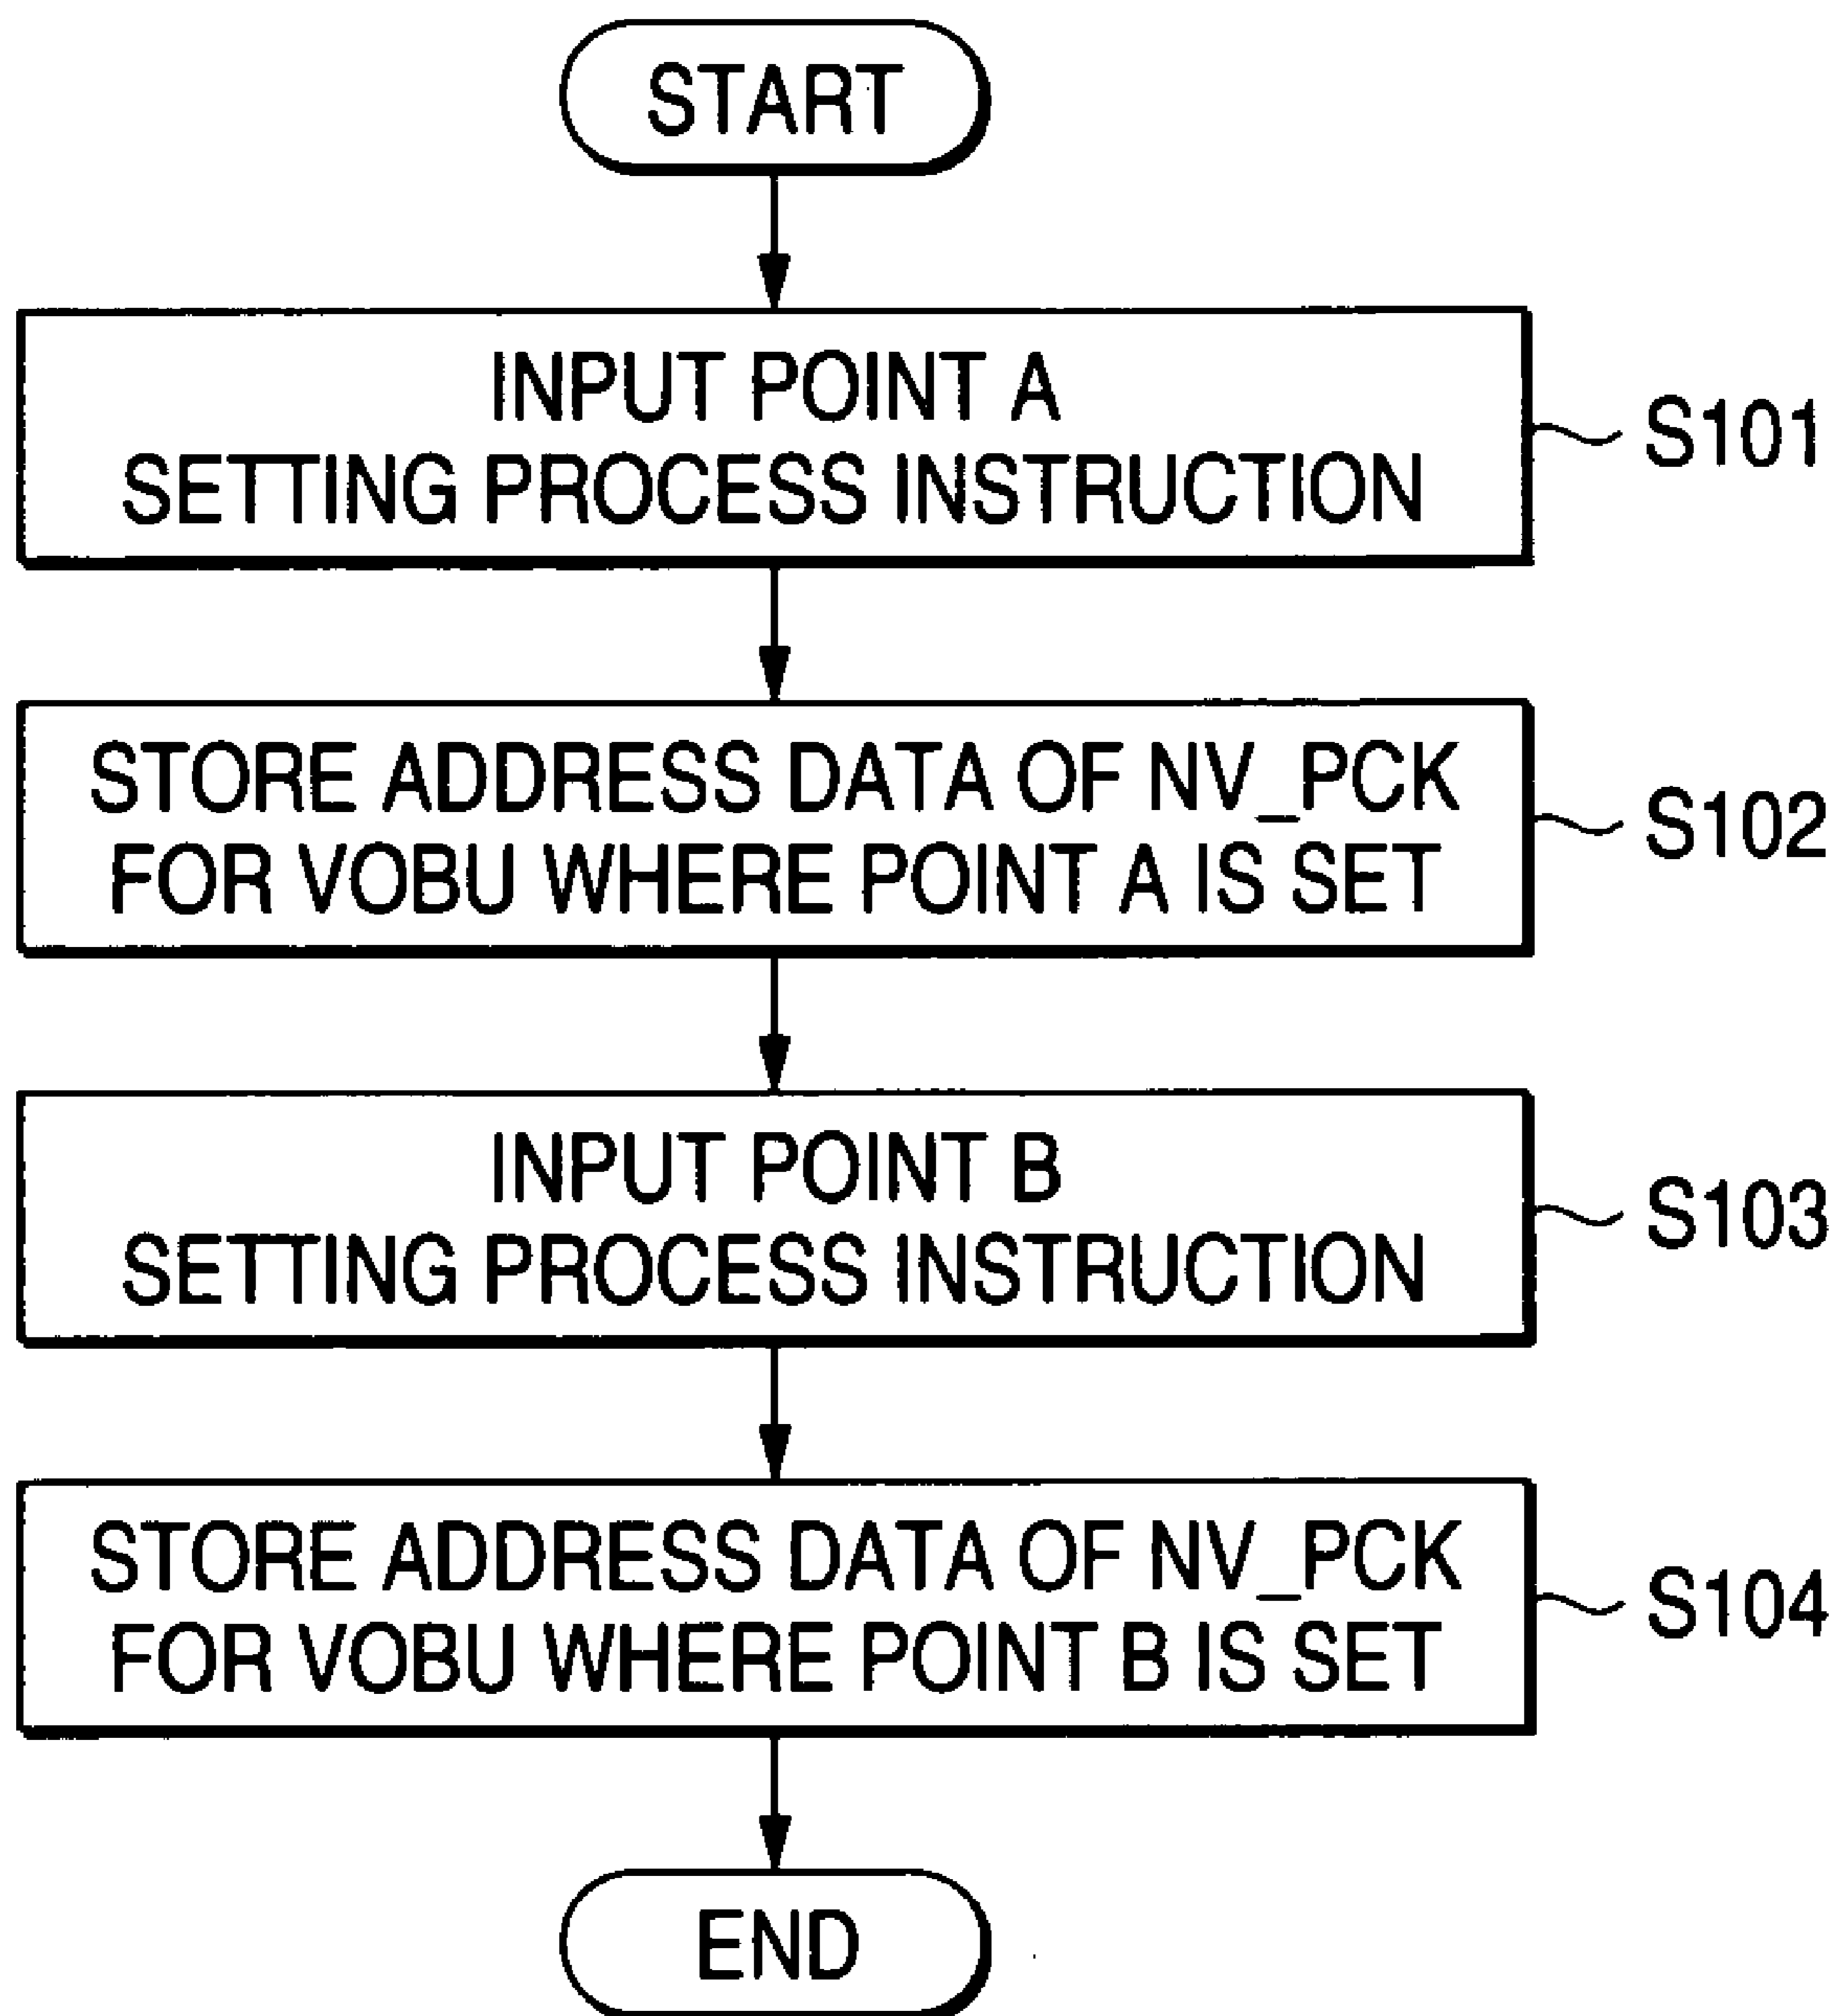 START
INPUT POINT A
SETTING PROCESS INSTRUCTION
S101
STORE ADDRESS DATA OF NV_PCK
FOR VOBU WHERE POINT A IS SET
S102
INPUT POINT B
SETTING PROCESS INSTRUCTION
S103
STORE ADDRESS DATA OF NV_PCK
FOR VOBU WHERE POINT B IS SET
S104
END